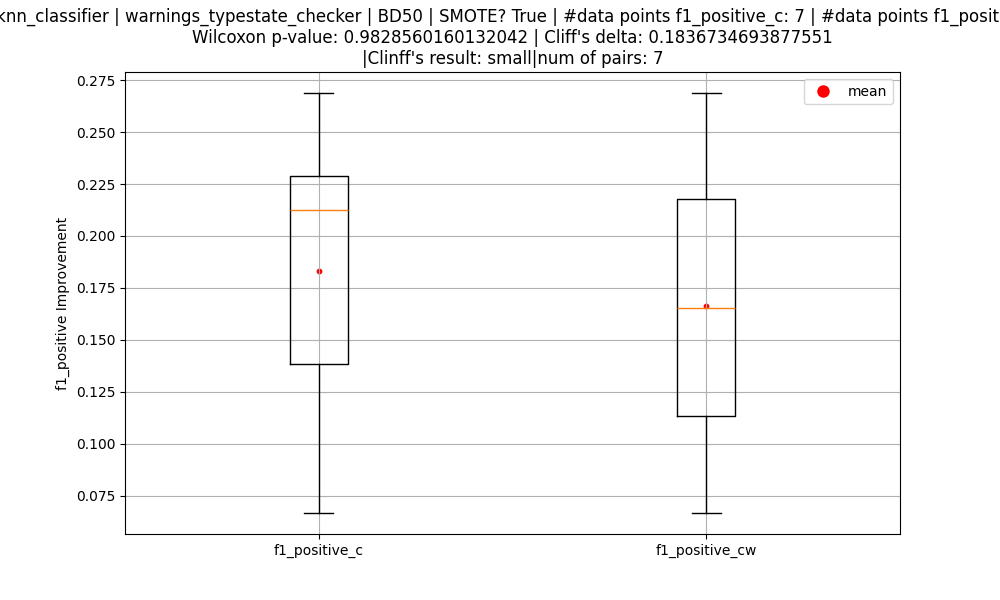 knn_classifier | warnings_typestate_checker | BD50 | SMOTE? True | #data points f1_positive_c: 7 | #data points f1_posit
Wilcoxon p-value: 0.9828560160132042 | Cliff's delta: 0.1836734693877551
|Clinff's result: small|num of pairs: 7
mean
0.275
0.250
0.225
0.200
0.175
0.150
0.125
0.100
0.075
f1_positive Improvement
f1_positive_c
f1_positive_cw